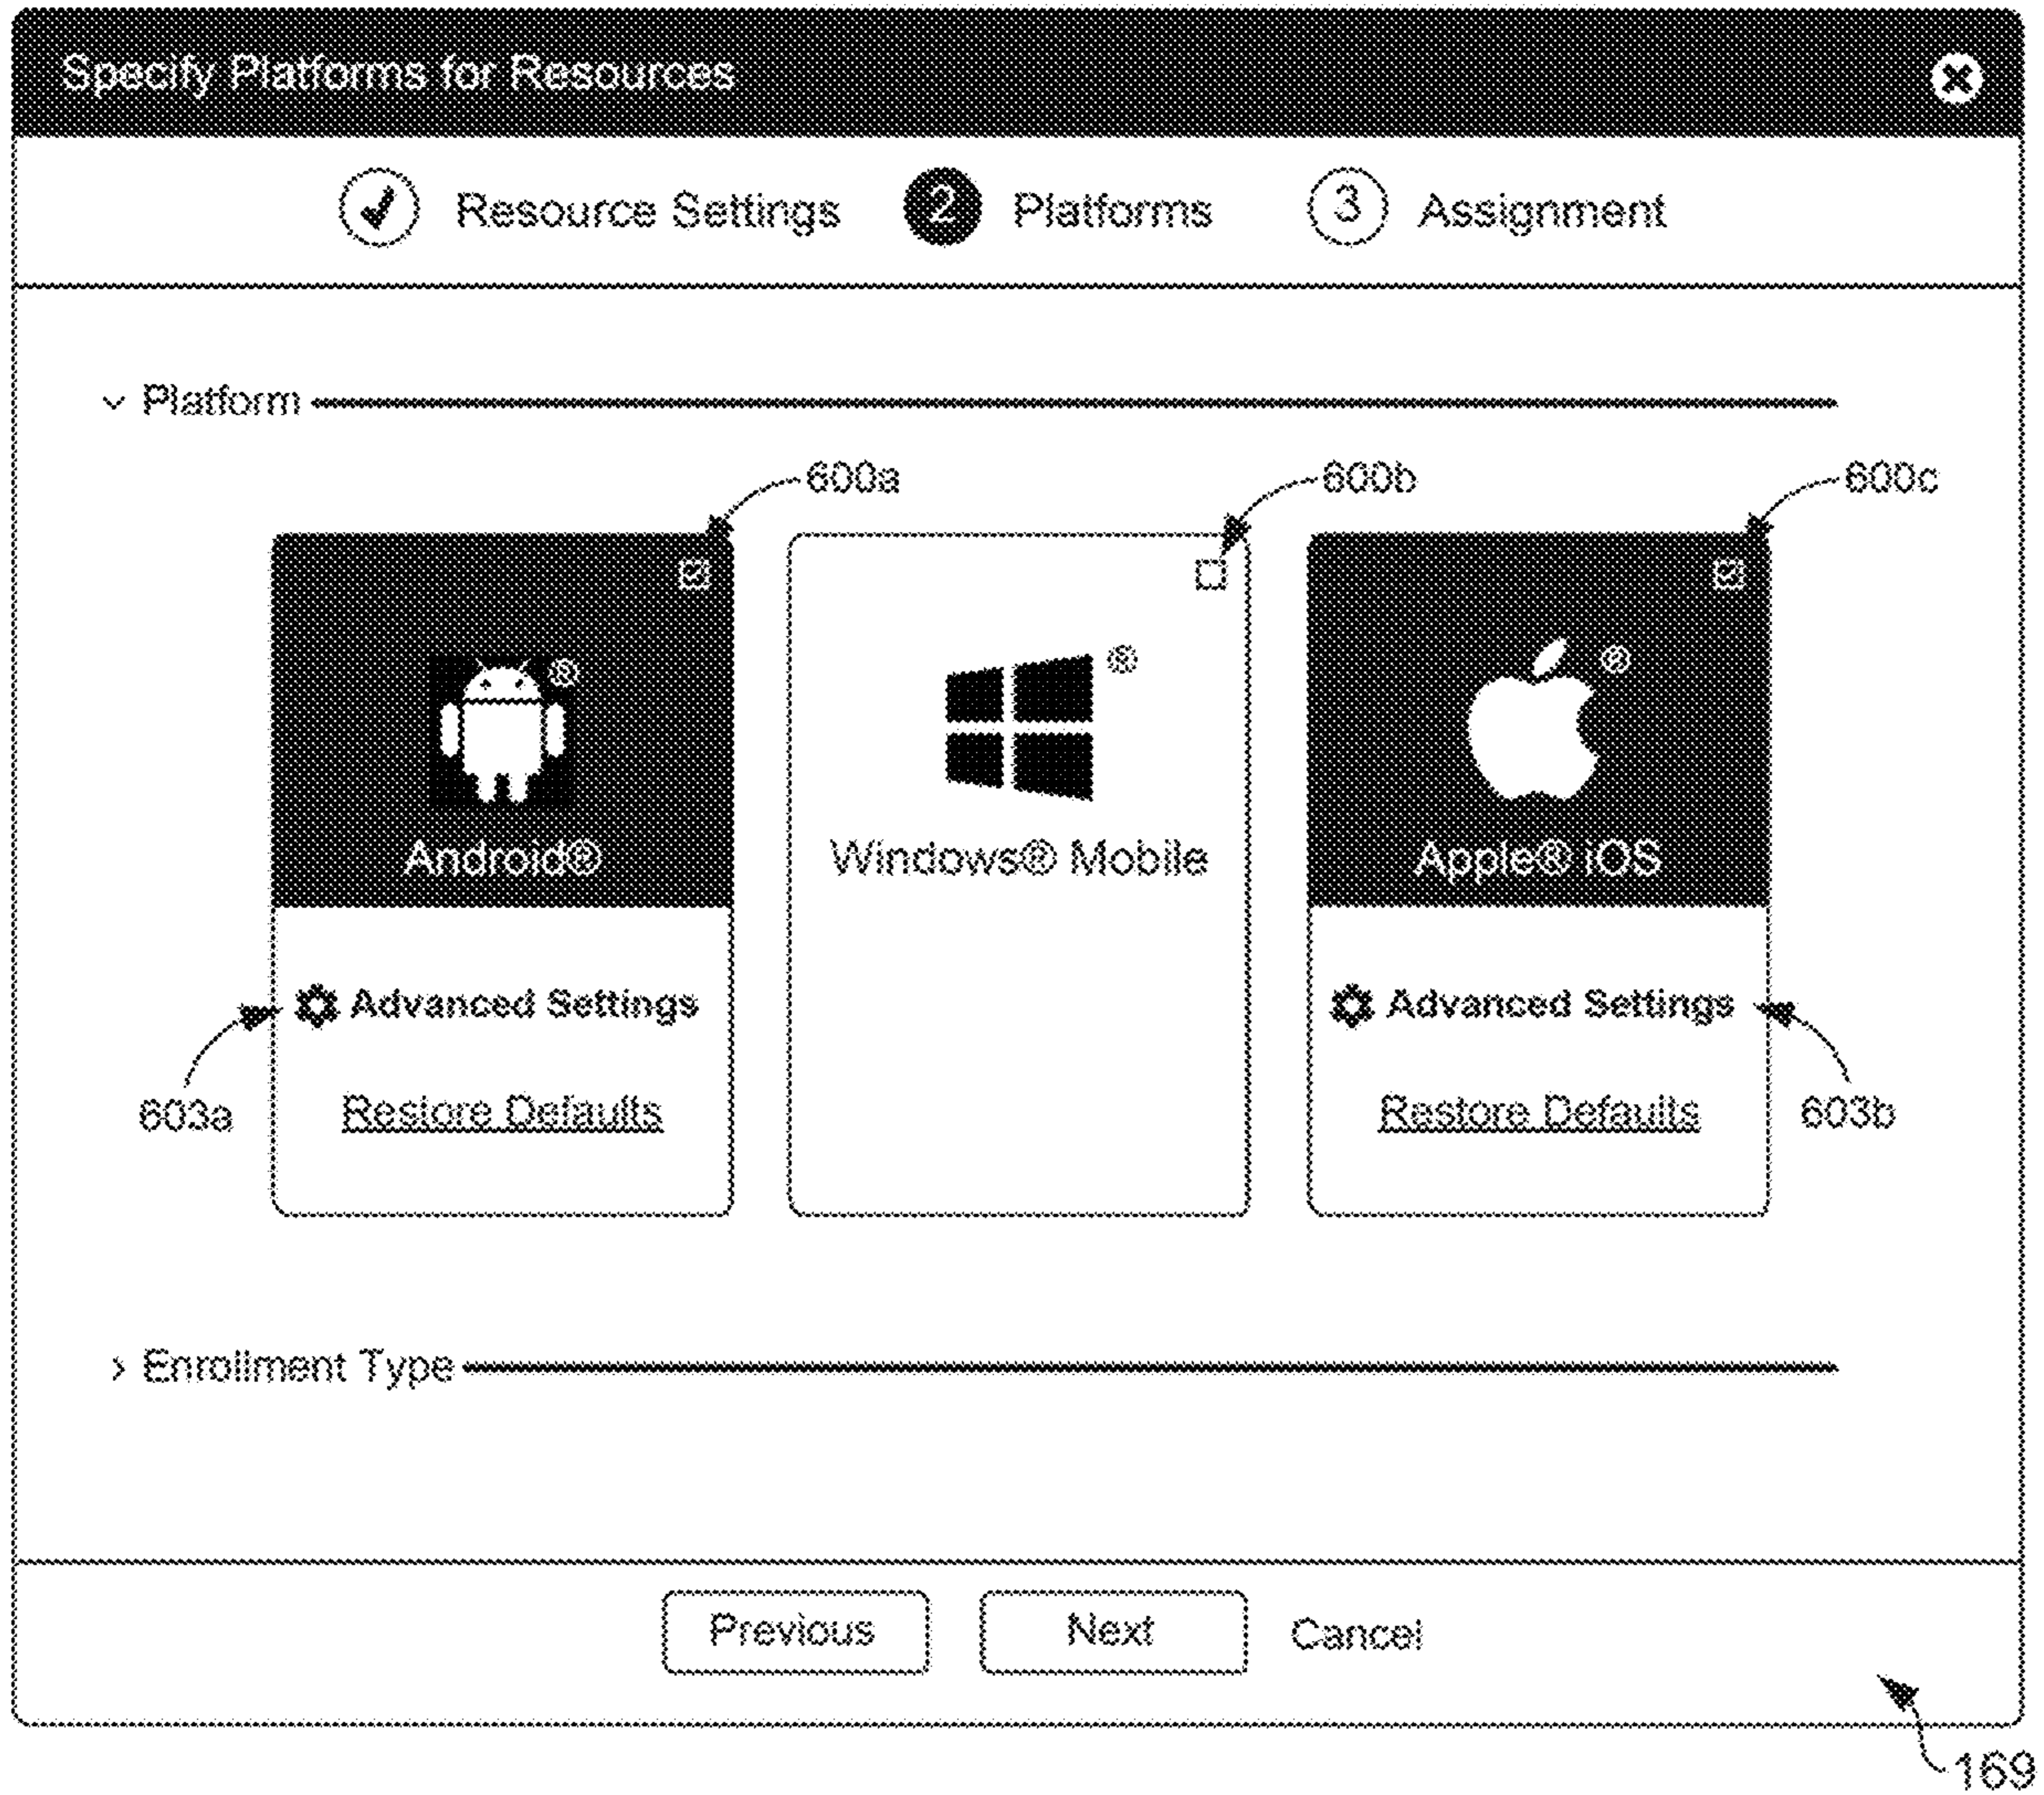 Specify Platforms for Resources
Resource Settings 2 Platforms 3 Assignment
Platform
600a 600b 600c
® ® ®
Android® Windows® Mobile Apple® iOS
Advanced Settings Advanced Settings
603a Restore Defaults Restore Defaults 603b
Enrollment Type
Previous Next Cancel
169